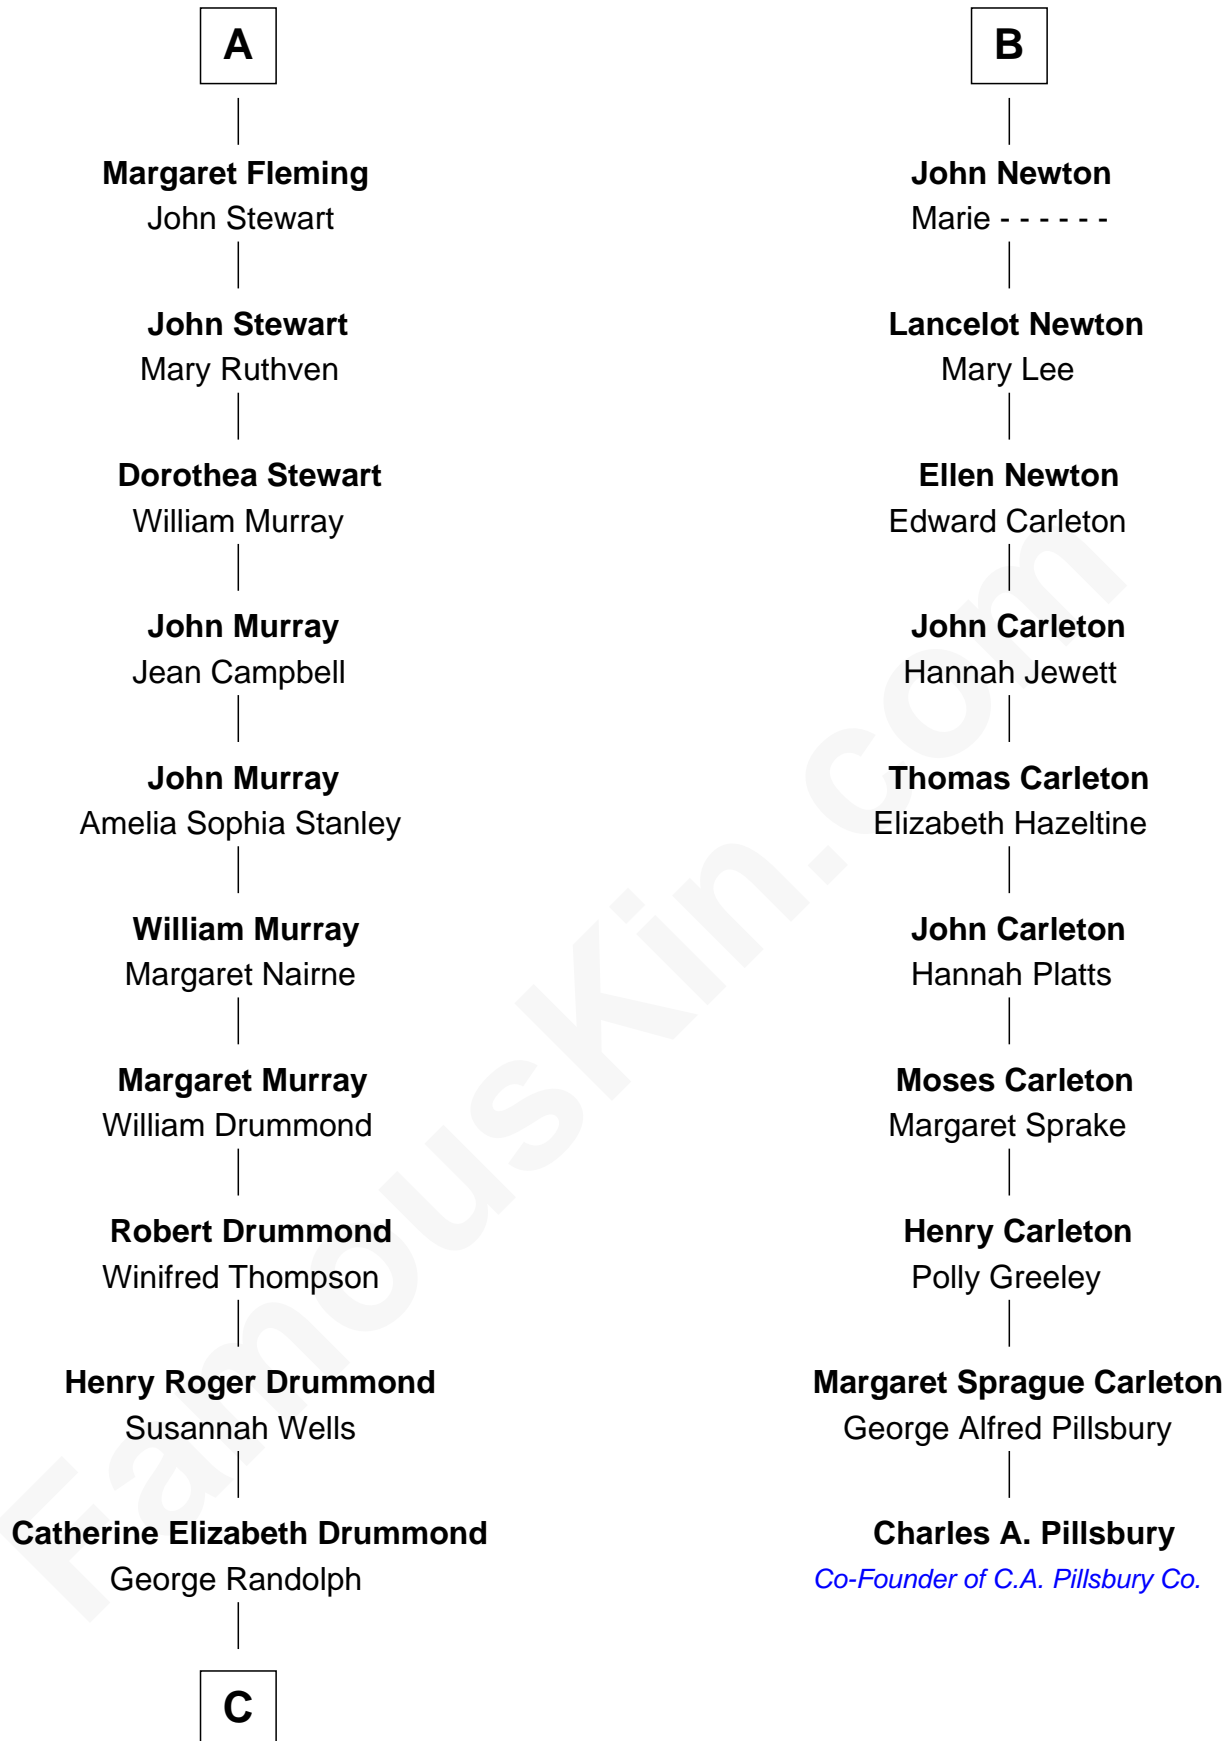 A
Margaret Fleming
John Stewart
John Stewart
Mary Ruthven
Dorothea Stewart
William Murray
John Murray
Jean Campbell
John Murray
Amelia Sophia Stanley
William Murray
Margaret Nairne
Margaret Murray
William Drummond
Robert Drummond
Winifred Thompson
Henry Roger Drummond
Susannah Wells
Catherine Elizabeth Drummond
George Randolph
C
B
John Newton
Marie - - - - - -
Lancelot Newton
Mary Lee
Ellen Newton
Edward Carleton
John Carleton
Hannah Jewett
Thomas Carleton
Elizabeth Hazeltine
John Carleton
Hannah Platts
Moses Carleton
Margaret Sprake
Henry Carleton
Polly Greeley
Margaret Sprague Carleton
George Alfred Pillsbury
Charles A. Pillsbury
Co-Founder of C.A. Pillsbury Co.
FamousKin.com